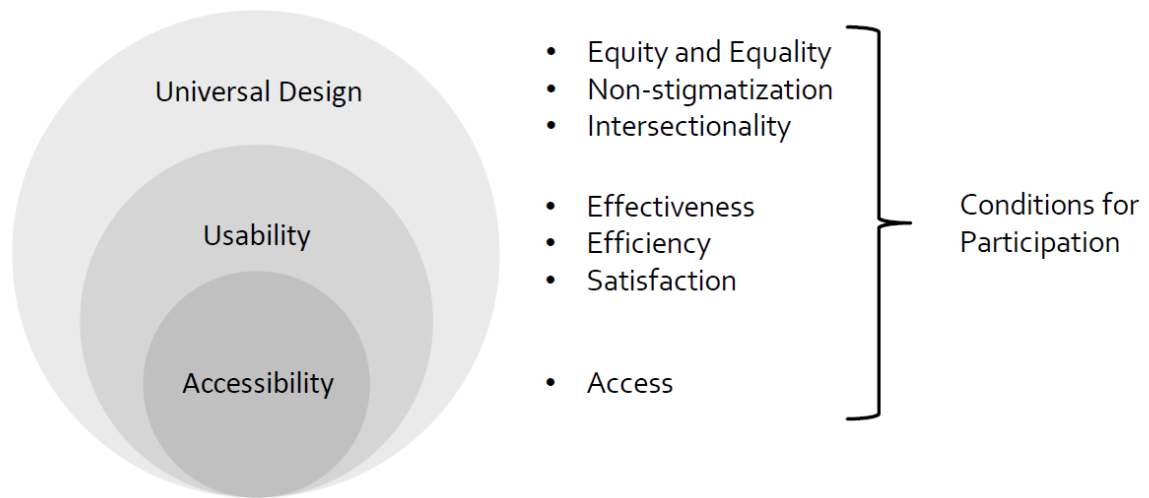 Universal Design
• Equity and Equality
• Non-stigmatization
• Intersectionality
Usability
• Effectiveness
• Efficiency
• Satisfaction
Accessibility
• Access
Conditions for
Participation